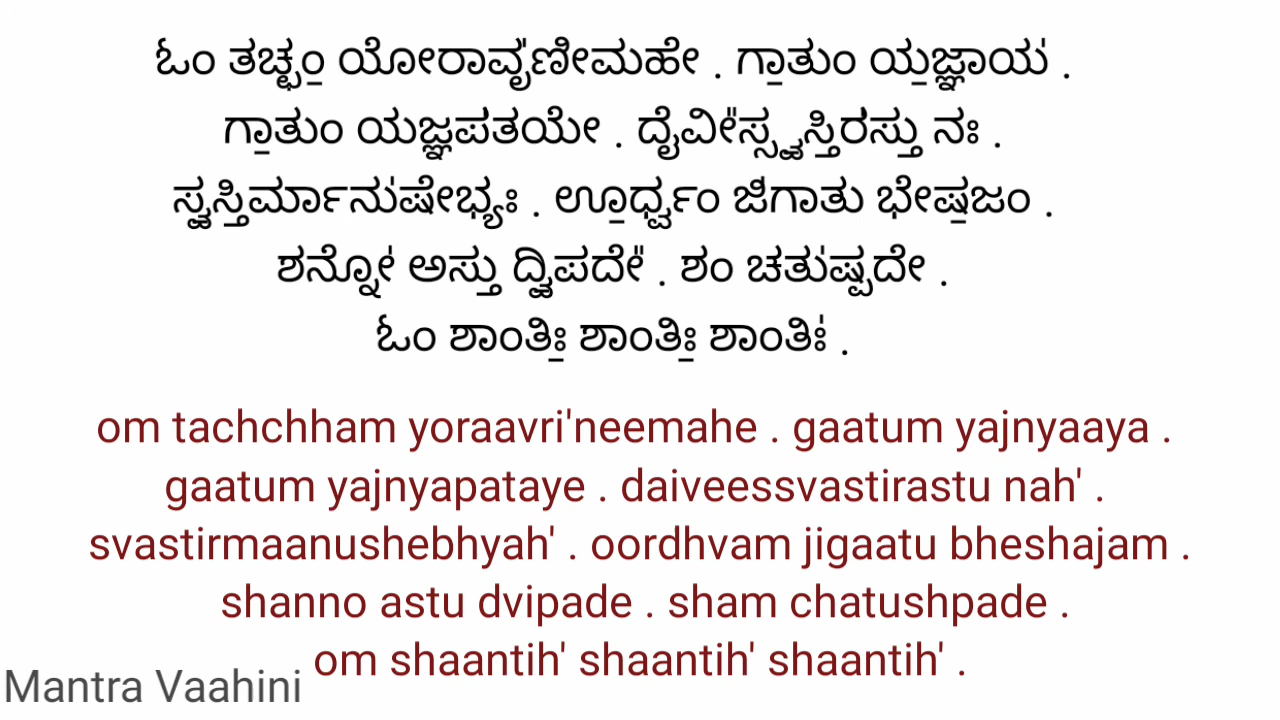 ಓಂ ತಚ್ಛಂ॒ ಯೋರಾವೃ॑ಣೀಮಹೇ . ಗಾ॒ತುಂ ಯ॒ಜ್ಞಾಯ॑ .
ಗಾ॒ತುಂ ಯಜ್ಞಪ॑ತಯೇ . ದೈವೀ᳚ಸ್ಸ್ವ॒ಸ್ತಿರ॑ಸ್ತು ನಃ .
ಸ್ವ॒ಸ್ತಿರ್ಮಾನು॑ಷೇಭ್ಯಃ . ಊ॒ರ್ಧ್ವಂ ಜಿ॑ಗಾತು ಭೇಷ॒ಜಂ .
ಶನ್ನೋ॑ ಅಸ್ತು ದ್ವಿ॒ಪದೇ᳚ . ಶಂ ಚತು॑ಷ್ಪದೇ .
ಓಂ ಶಾಂತಿಃ॒ ಶಾಂತಿಃ॒ ಶಾಂತಿಃ॑ .
om tachchham yoraavri'neemahe . gaatum yajnyaaya .
gaatum yajnyapataye . daiveessvastirastu nah' .
svastirmaanushebhyah' . oordhvam jigaatu bheshajam .
shanno astu dvipade . sham chatushpade .
om shaantih' shaantih' shaantih' .
Mantra Vaahini